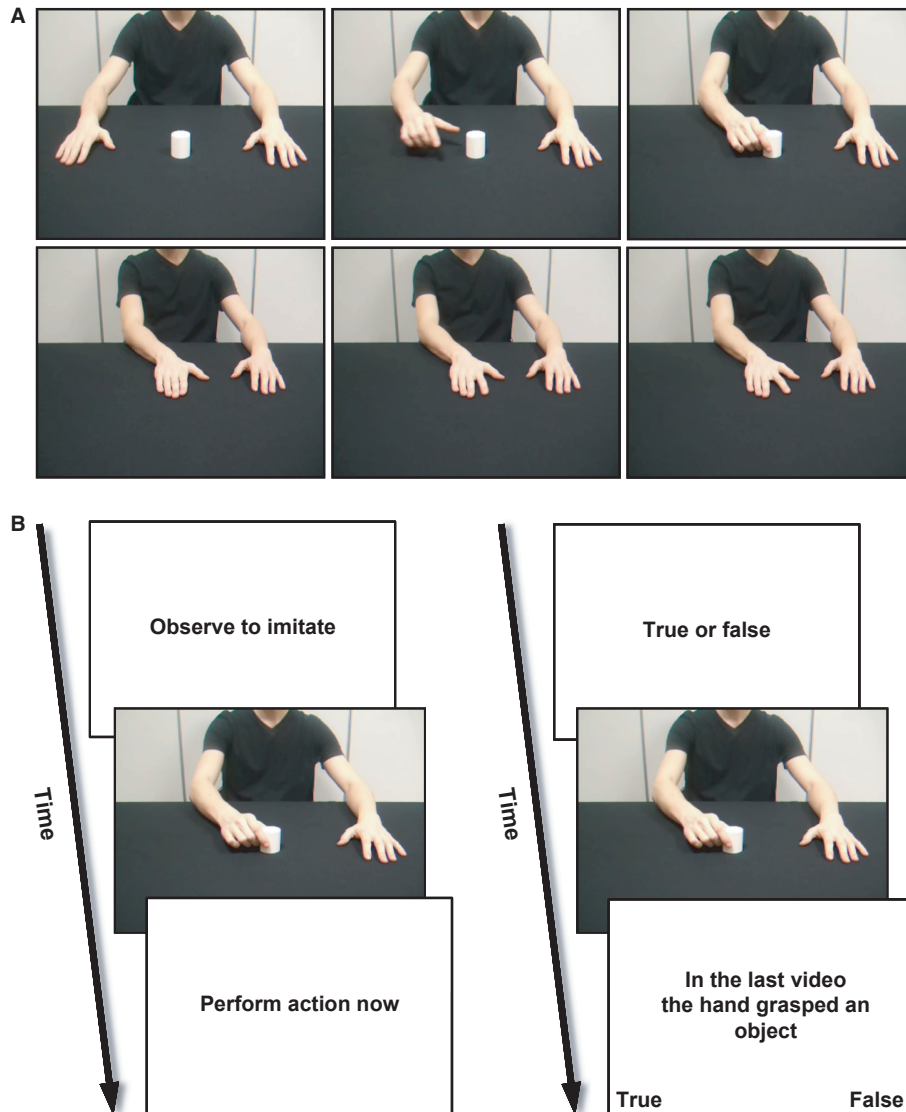 A
B
Observe to imitate
Time
Perform action now
True or false
Time
In the last video
the hand grasped an
object
True False